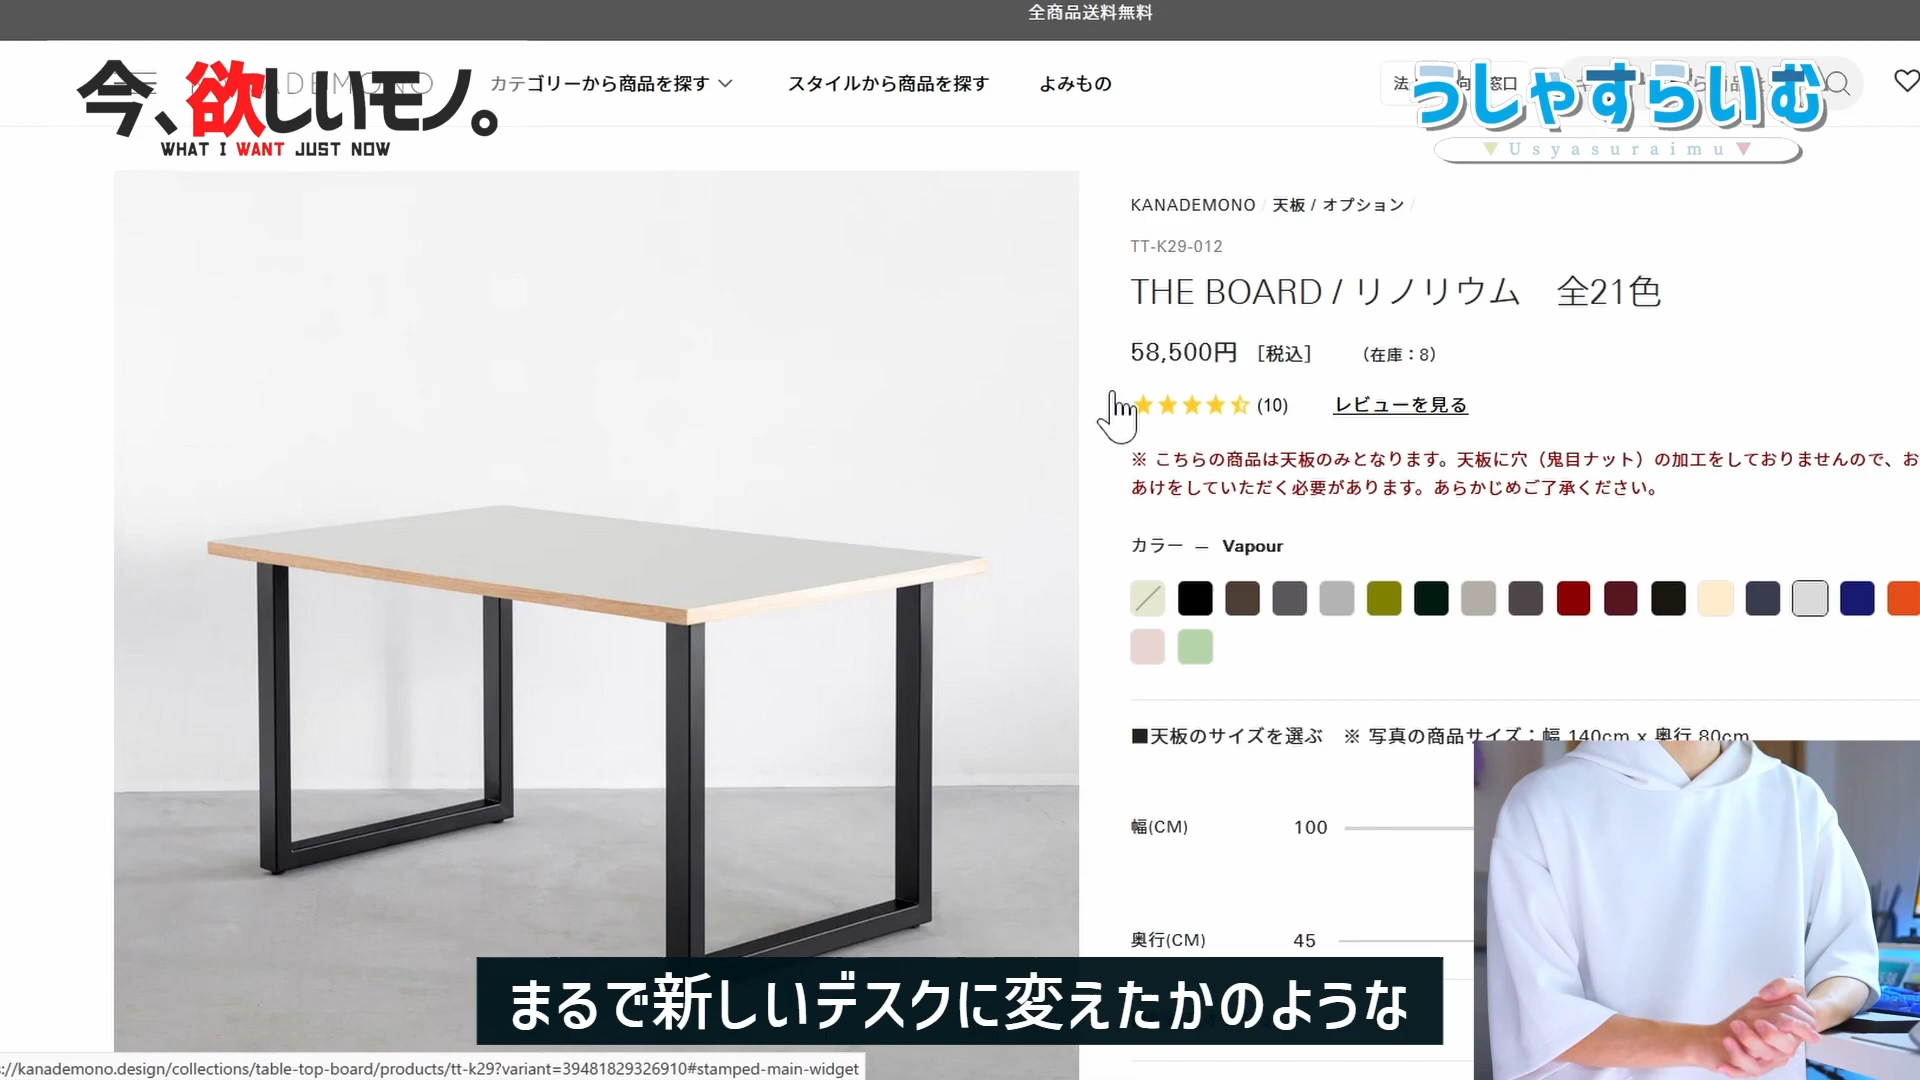 全商品送料無料
今、欲しいモノ。
WHAT I WANT JUST NOW
カテゴリーから商品を探す
スタイルから商品を探す
よみもの
うしゃすらいむ
Usyasuraimu
KANADEMONO / 天板 / オプション /
TT-K29-012
THE BOARD / リノリウム 全21色
58,500円 [税込] （在庫：8）
(10) レビューを見る
※ こちらの商品は天板のみとなります。天板に穴（鬼目ナット）の加工をしておりませんので、お
あけをしていただく必要があります。あらかじめご了承ください。
カラー — Vapour
■天板のサイズを選ぶ ※ 写真の商品サイズ：幅 140cm x 奥行 80cm
幅(CM) 100
奥行(CM) 45
まるで新しいデスクに変えたかのような
://kanademono.design/collections/table-top-board/products/tt-k29?variant=39481829326910#stamped-main-widget